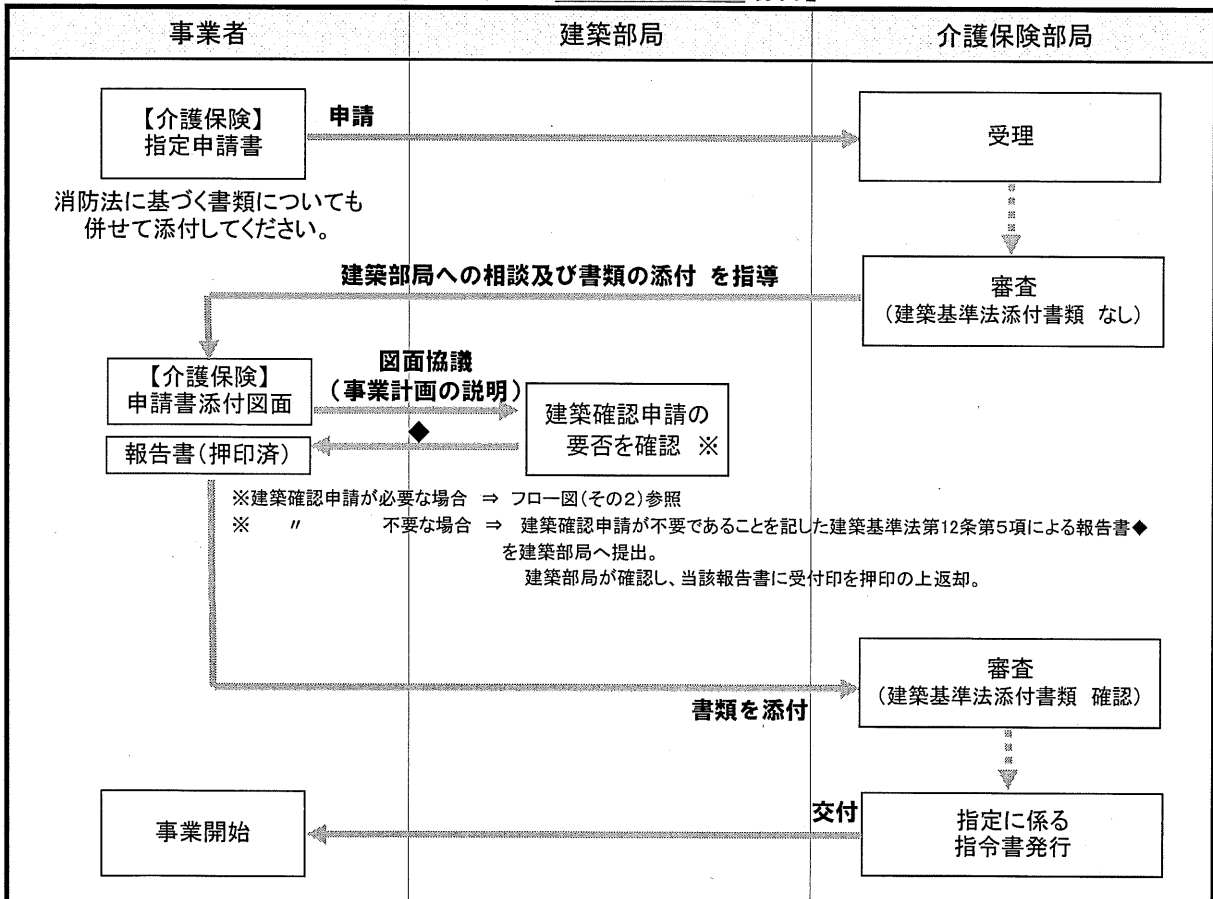 事業者
建築部局
介護保険部局
【介護保険】
指定申請書
申請
受理
消防法に基づく書類についても
併せて添付してください。
建築部局への相談及び書類の添付 を指導
審査
(建築基準法添付書類 なし)
【介護保険】
申請書添付図面
図面協議
(事業計画の説明)
建築確認申請の
要否を確認 ※
◆
報告書(押印済)
※建築確認申請が必要な場合 ⇒ フロー図(その2)参照
※ 〃 不要な場合 ⇒ 建築確認申請が不要であることを記した建築基準法第12条第5項による報告書◆
を建築部局へ提出。
建築部局が確認し、当該報告書に受付印を押印の上返却。
審査
(建築基準法添付書類 確認)
書類を添付
事業開始
交付
指定に係る
指令書発行